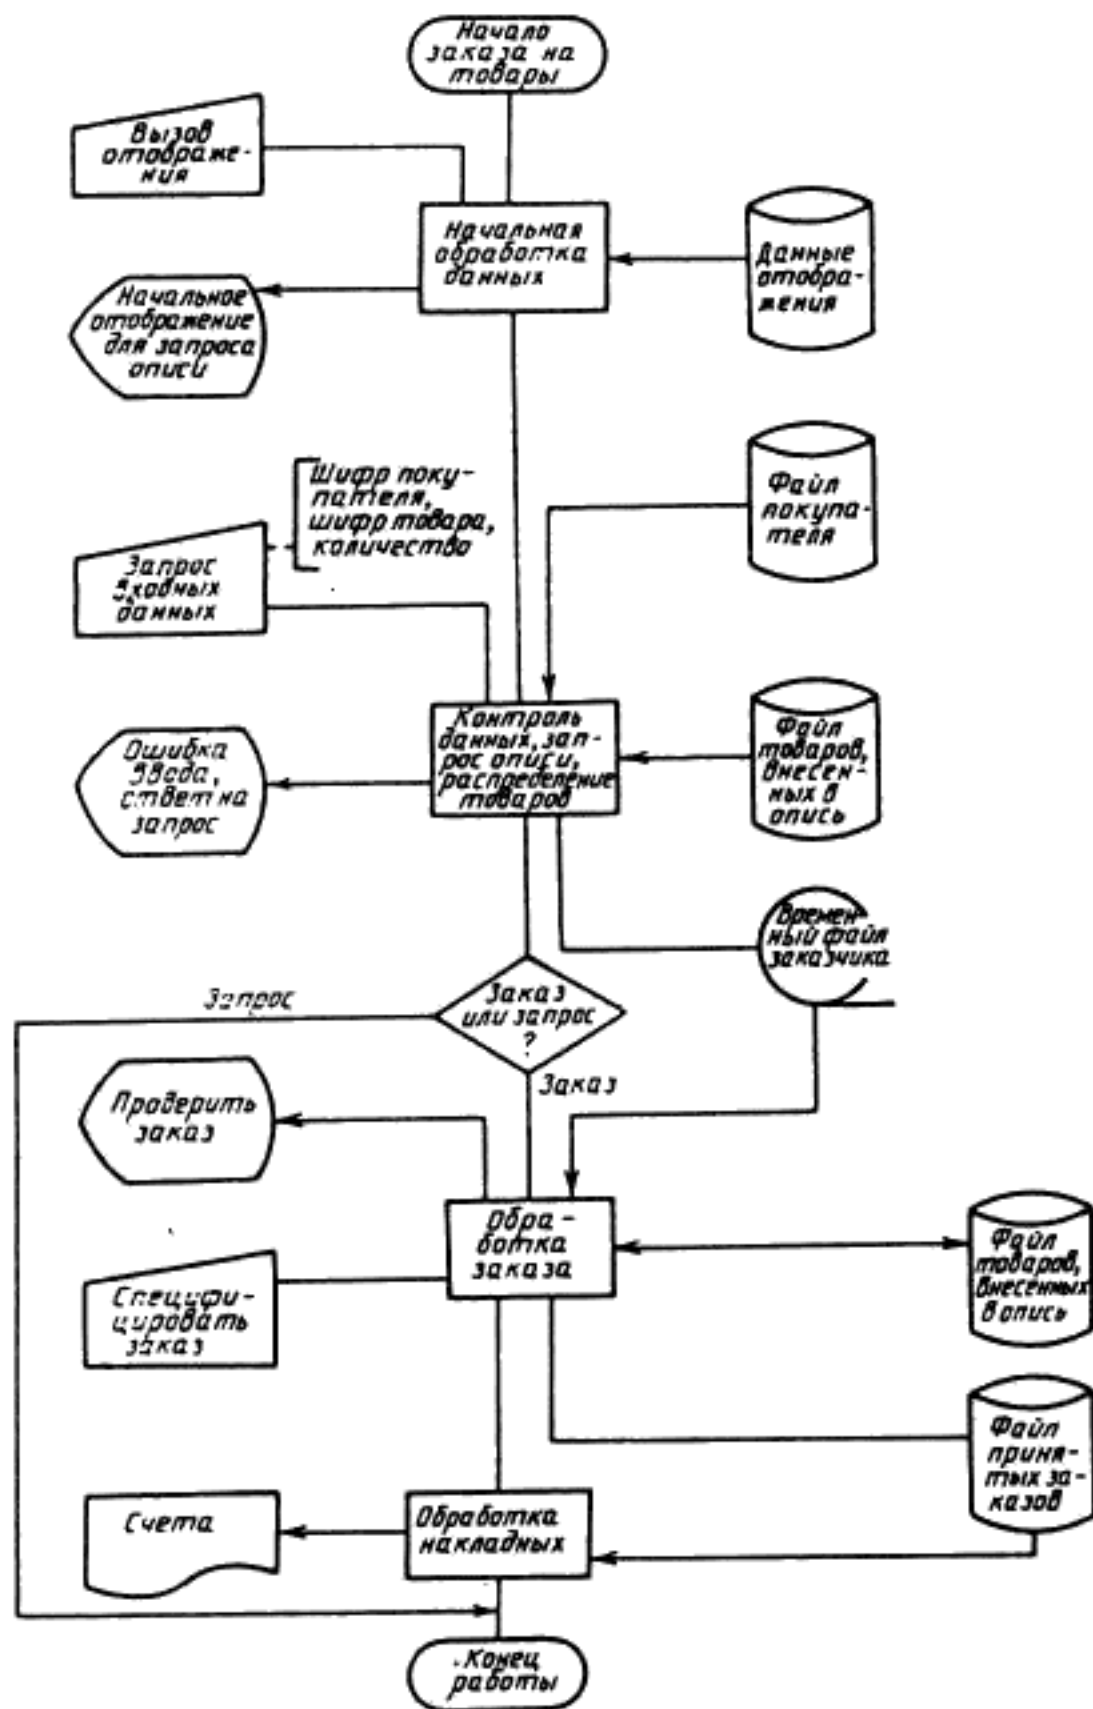 Начало
заказа на
товары
Вызов
отображе-
ния
Начальная
обработка
данных
Данные
отобра-
жения
Начальное
отображение
для запроса
описи
Шифр поку-
пателя,
шифр товара,
количество
Файл
покупа-
теля
Запрос
входных
данных
Контроль
данных, зап-
рос описи,
распределение
товаров
Файл
товаров,
внесен-
ных в
опись
Ошибка
ввода,
ответ на
запрос
Времен-
ный файл
заказчика
Запрос
Заказ
или запрос
?
Заказ
Проверить
заказ
Обра-
ботка
заказа
Файл
товаров,
внесенных
в опись
Специфи-
цировать
заказ
Файл
приня-
тых за-
казов
Счета
Обработка
накладных
Конец
работы